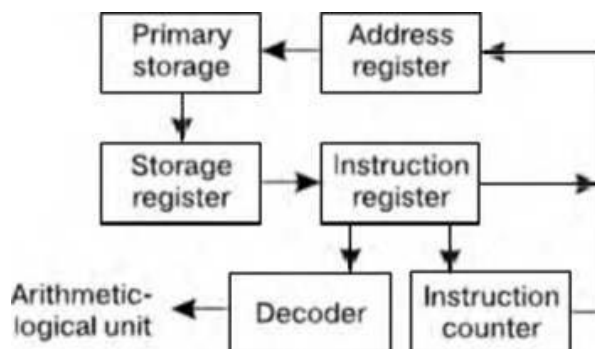 Primary
storage
Address
register
Storage
register
Instruction
register
Arithmetic-
logical unit
Decoder
Instruction
counter